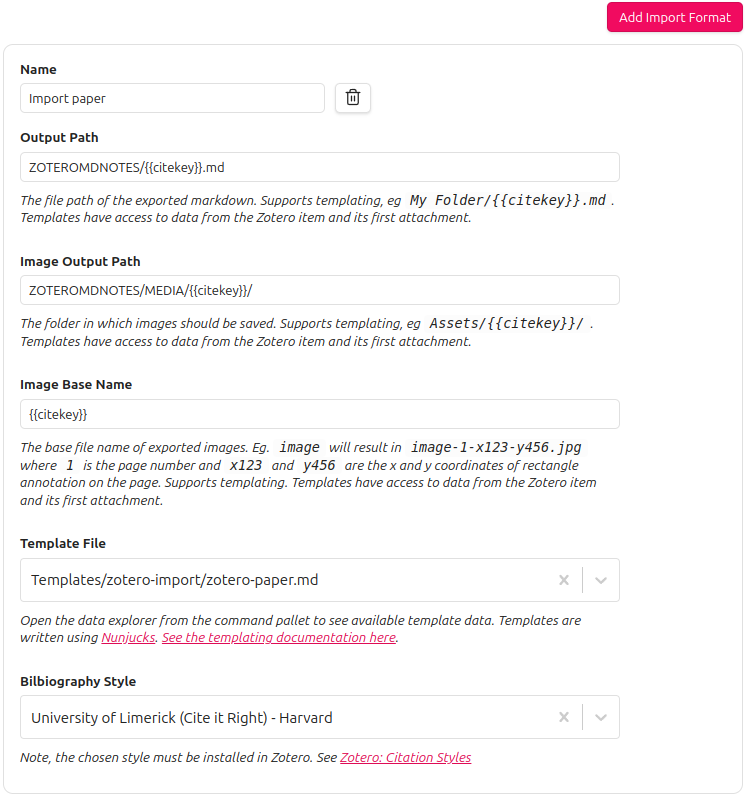 Add Import Format
Name
Import paper
Output Path
ZOTEROMDNOTES/{{citekey}}.md
The file path of the exported markdown. Supports templating, eg My Folder/{{citekey}}.md .
Templates have access to data from the Zotero item and its first attachment.
Image Output Path
ZOTEROMDNOTES/MEDIA/{{citekey}}/
The folder in which images should be saved. Supports templating, eg Assets/{{citekey}}/ .
Templates have access to data from the Zotero item and its first attachment.
Image Base Name
{{citekey}}
The base file name of exported images. Eg. image will result in image-1-x123-y456.jpg
where 1 is the page number and x123 and y456 are the x and y coordinates of rectangle
annotation on the page. Supports templating. Templates have access to data from the Zotero item
and its first attachment.
Template File
Templates/zotero-import/zotero-paper.md
Open the data explorer from the command pallet to see available template data. Templates are
written using Nunjucks. See the templating documentation here.
Bilbiography Style
University of Limerick (Cite it Right) - Harvard
Note, the chosen style must be installed in Zotero. See Zotero: Citation Styles